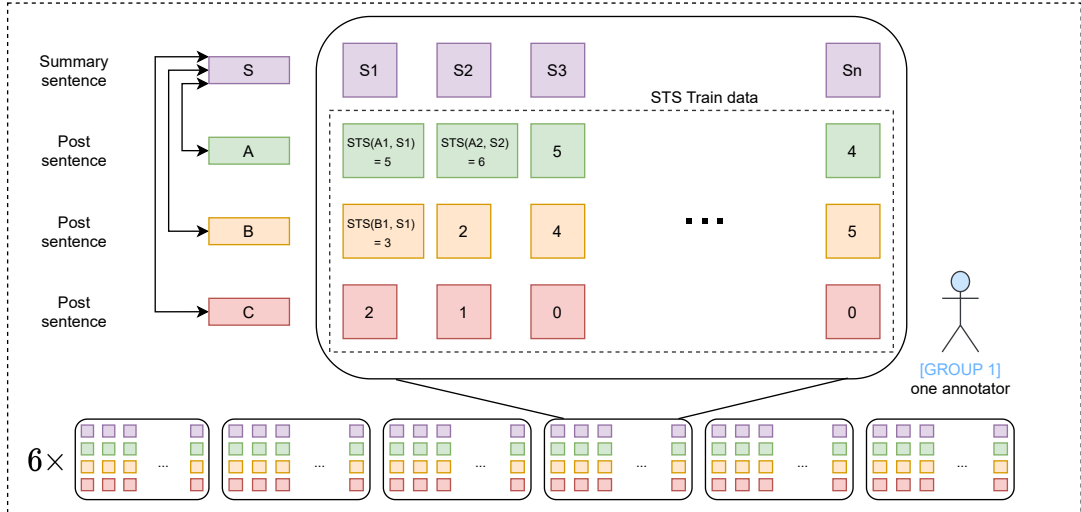 Summary
sentence
S
S1
S2
S3
Sn
STS Train data
Post
sentence
A
STS(A1, S1)
= 5
STS(A2, S2)
= 6
5
4
Post
sentence
B
STS(B1, S1)
= 3
2
4
...
5
Post
sentence
C
2
1
0
0
[GROUP 1]
one annotator
6×
...
...
...
...
...
...